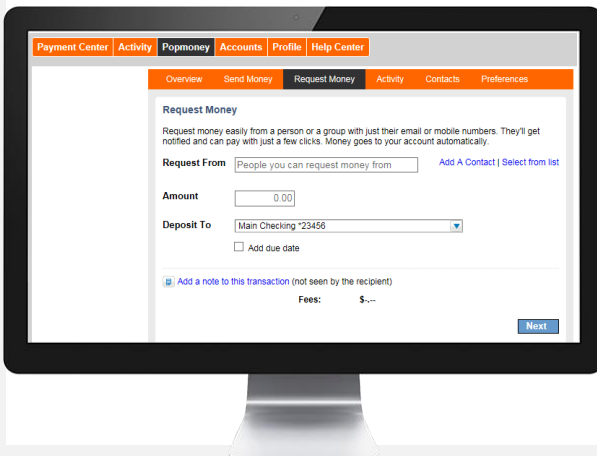 Payment Center Activity Popmoney Accounts Profile Help Center
Overview Send Money Request Money Activity Contacts Preferences
Request Money
Request money easily from a person or a group with just their email or mobile numbers. They'll get
notified and can pay with just a few clicks. Money goes to your account automatically.
Request From People you can request money from Add A Contact | Select from list
Amount 0.00
Deposit To Main Checking *23456
Add due date
Add a note to this transaction (not seen by the recipient)
Fees: $-.--
Next